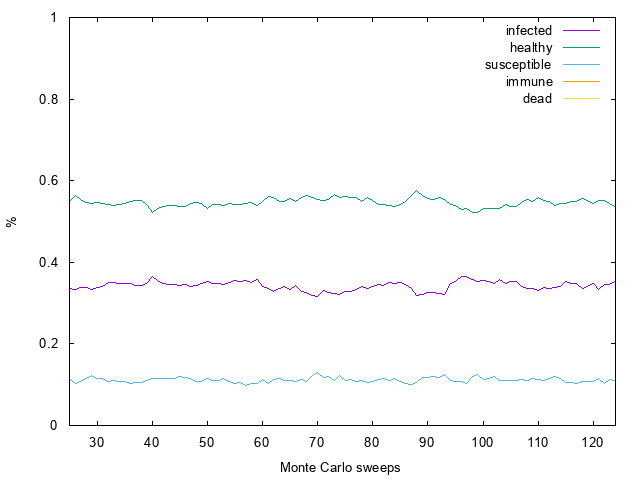 1
infected
healthy
susceptible
immune
dead
0.8
0.6
%
0.4
0.2
0
30 40 50 60 70 80 90 100 110 120
Monte Carlo sweeps